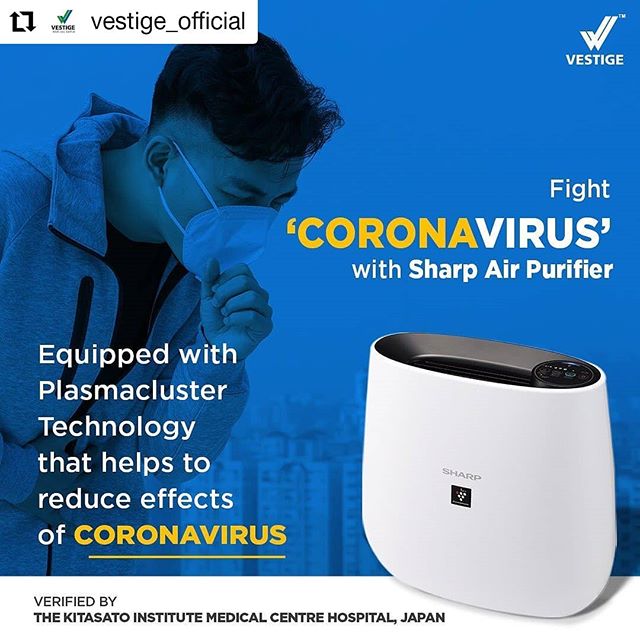 VESTIGE vestige_official
VESTIGE™
Fight
‘CORONAVIRUS’
with Sharp Air Purifier
Equipped with
Plasmacluster
Technology
that helps to
reduce effects
of CORONAVIRUS
SHARP
VERIFIED BY
THE KITASATO INSTITUTE MEDICAL CENTRE HOSPITAL, JAPAN